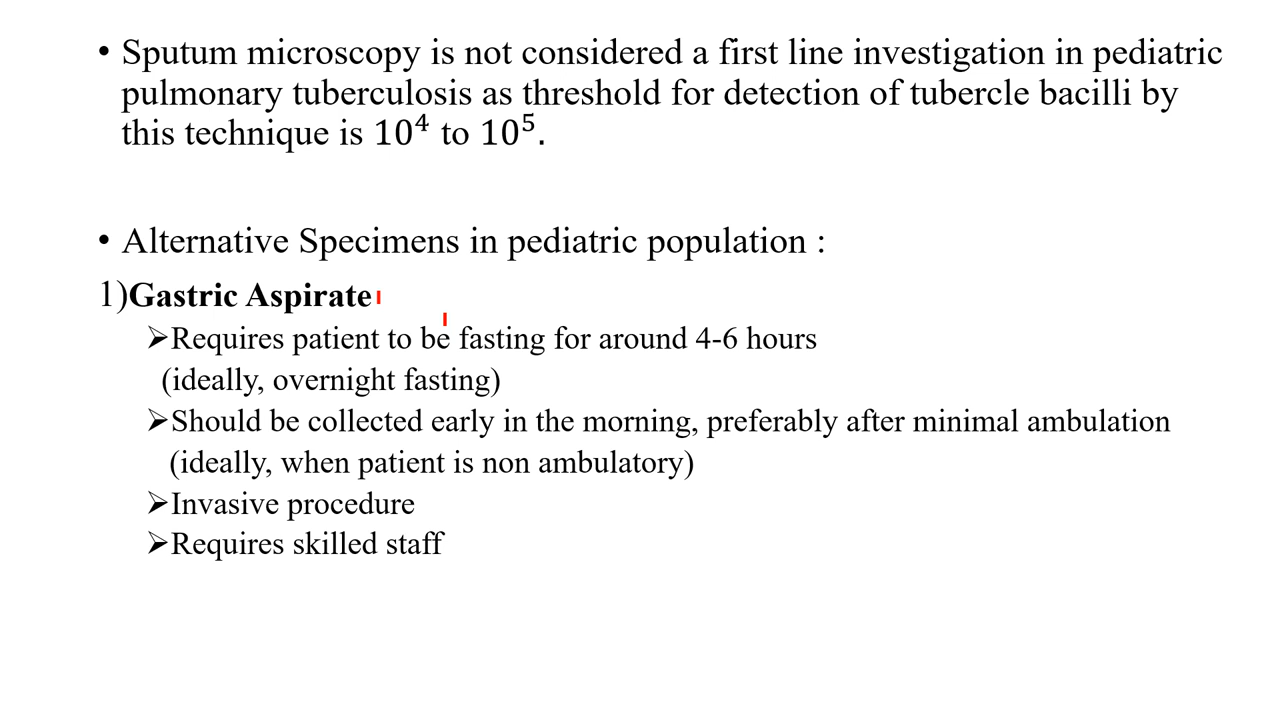 • Sputum microscopy is not considered a first line investigation in pediatric
pulmonary tuberculosis as threshold for detection of tubercle bacilli by
this technique is 10⁴ to 10⁵.
• Alternative Specimens in pediatric population :
1)Gastric Aspirate
➢Requires patient to be fasting for around 4-6 hours
(ideally, overnight fasting)
➢Should be collected early in the morning, preferably after minimal ambulation
(ideally, when patient is non ambulatory)
➢Invasive procedure
➢Requires skilled staff